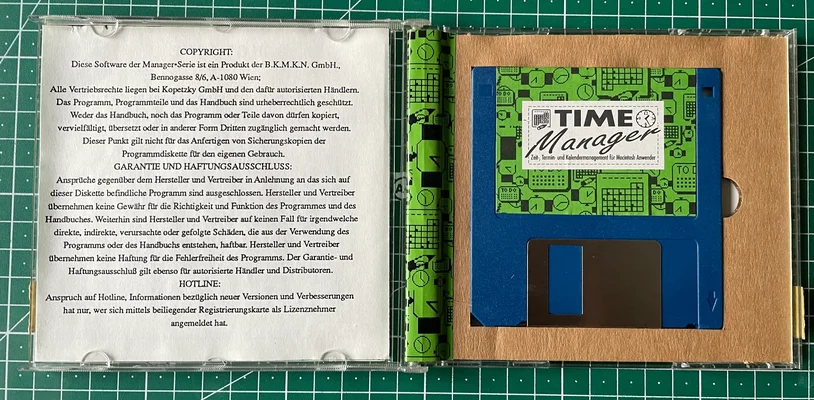 COPYRIGHT:
Diese Software der Manager•Serie ist ein Produkt der B.K.M.K.N. GmbH.,
Bennogasse 8/6, A-1080 Wien;
Alle Vertriebsrechte liegen bei Kopetzky GmbH und den dafür autorisierten Händlern.
Das Programm, Programmteile und das Handbuch sind urheberrechtlich geschützt.
Weder das Handbuch, noch das Programm oder Teile davon dürfen kopiert,
vervielfältigt, übersetzt oder in anderer Form Dritten zugänglich gemacht werden.
Dieser Punkt gilt nicht für das Anfertigen von Sicherungskopien der
Programmdiskette für den eigenen Gebrauch.
GARANTIE UND HAFTUNGSAUSSCHLUSS:
Ansprüche gegenüber dem Hersteller und Vertreiber in Anlehnung an das sich auf
dieser Diskette befindliche Programm sind ausgeschlossen. Hersteller und Vertreiber
übernehmen keine Gewähr für die Richtigkeit und Funktion des Programmes und des
Handbuches. Weiterhin sind Hersteller und Vertreiber auf keinen Fall für irgendwelche
direkte, indirekte, verursachte oder gefolgte Schäden, die aus der Verwendung des
Programms oder des Handbuchs entstehen, haftbar. Hersteller und Vertreiber
übernehmen keine Haftung für die Fehlerfreiheit des Programms. Der Garantie- und
Haftungsausschluß gilt ebenso für autorisierte Händler und Distributoren.
HOTLINE:
Anspruch auf Hotline, Informationen bezüglich neuer Versionen und Verbesserungen
hat nur, wer sich mittels beiliegender Registrierungskarte als Lizenznehmer
angemeldet hat.
TIME
Manager
Zeit-, Termin- und Kalendermanagement für Macintosh Anwender
TO DO
TO DO
TO DO